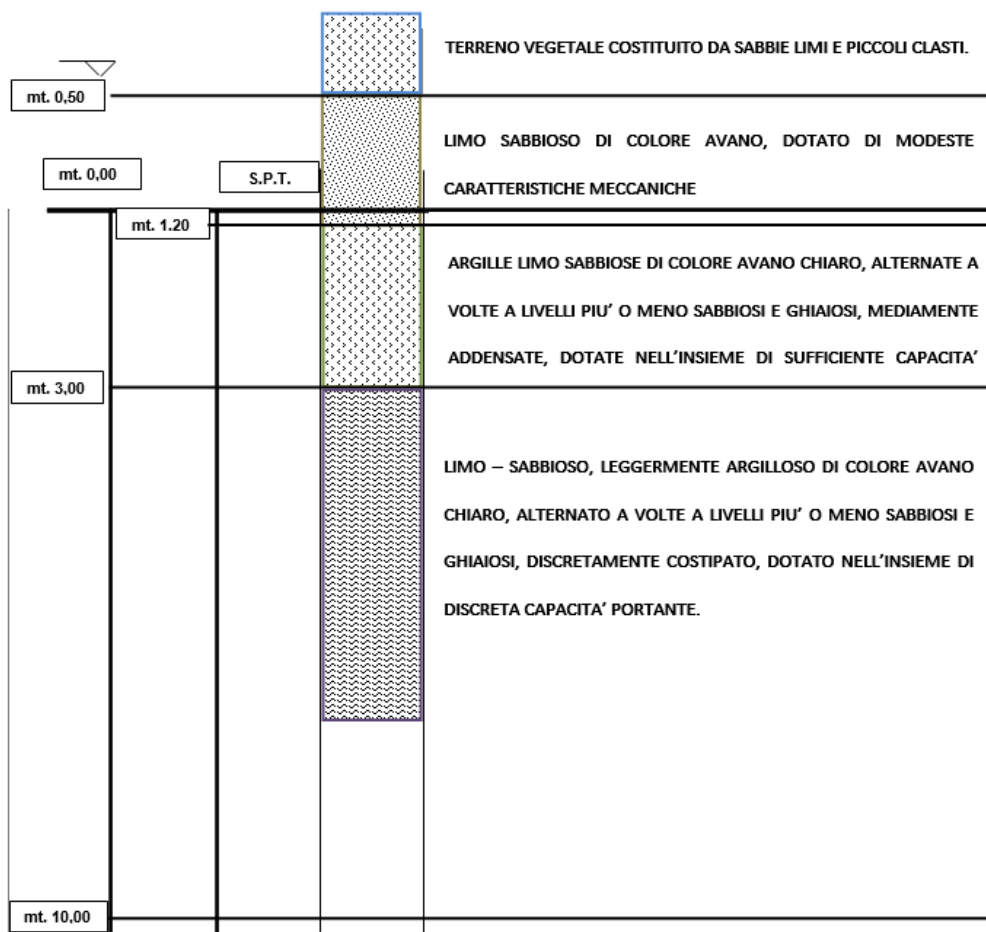 TERRENO VEGETALE COSTITUITO DA SABBIE LIMI E PICCOLI CLASTI.
mt. 0,50
LIMO SABBIOSO DI COLORE AVANO, DOTATO DI MODESTE
CARATTERISTICHE MECCANICHE
mt. 0,00
S.P.T.
mt. 1.20
ARGILLE LIMO SABBIOSE DI COLORE AVANO CHIARO, ALTERNATE A
VOLTE A LIVELLI PIU’ O MENO SABBIOSI E GHIAIOSI, MEDIAMENTE
ADDENSATE, DOTATE NELL’INSIEME DI SUFFICIENTE CAPACITA’
mt. 3,00
LIMO – SABBIOSO, LEGGERMENTE ARGILLOSO DI COLORE AVANO
CHIARO, ALTERNATO A VOLTE A LIVELLI PIU’ O MENO SABBIOSI E
GHIAIOSI, DISCRETAMENTE COSTIPATO, DOTATO NELL’INSIEME DI
DISCRETA CAPACITA’ PORTANTE.
mt. 10,00